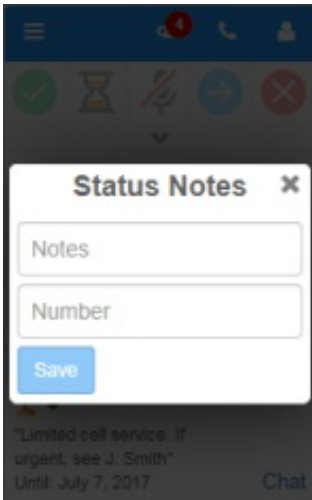 4
Status Notes
Notes
Number
Save
"Limited cell service. If
urgent, see J. Smith"
Until: July 7, 2017
Chat